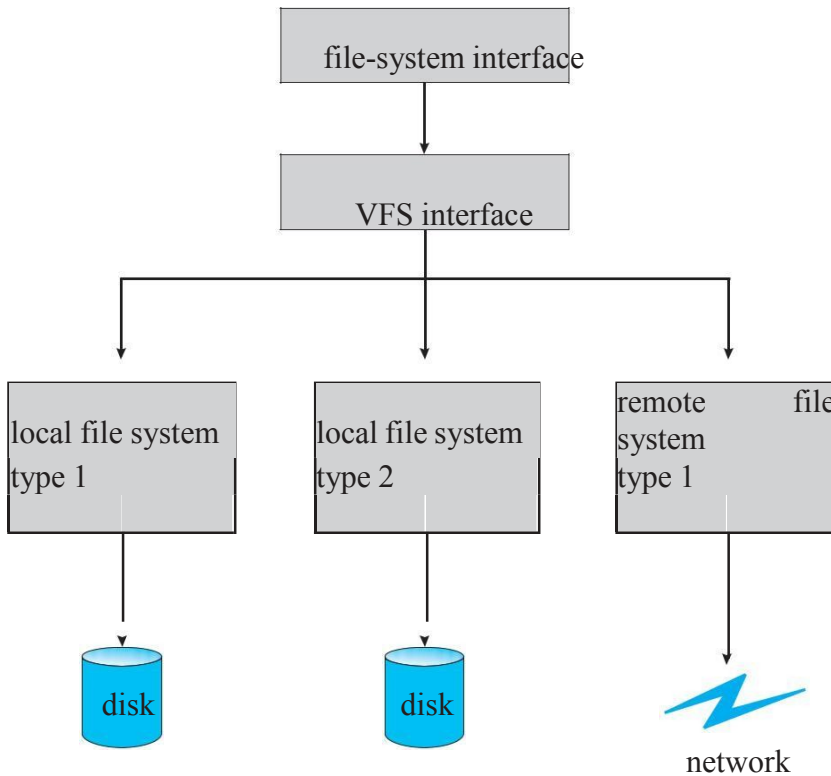 file-system interface
VFS interface
local file system
type 1
local file system
type 2
remote file
system
type 1
disk
disk
network